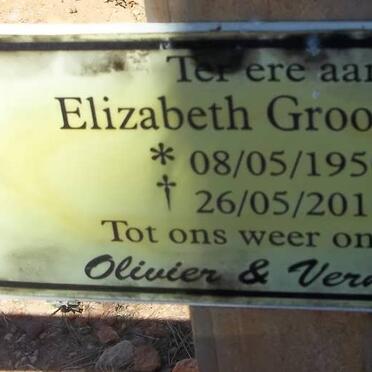 Ter ere aan
Elizabeth Groo
* 08/05/195
† 26/05/201
Tot ons weer on
Olivier & Ver